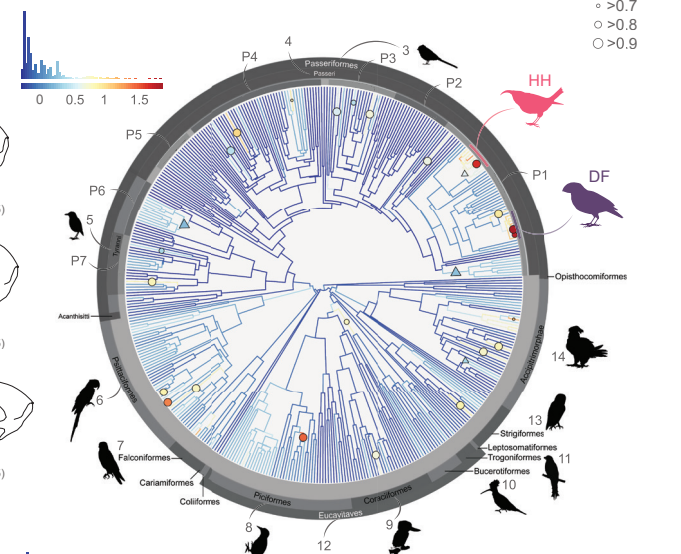 >0.7
>0.8
>0.9
0 0.5 1 1.5
P4
4
3
Passeriformes
Passeri
P3
P2
HH
P5
P1
DF
P6
5
Tyranni
P7
Opisthocomiformes
Acanthisitti
Accipitrimorphae
14
Psittaciformes
6
13
Strigiformes
7
Leptosomatiformes
Falconiformes
Trogoniformes
11
Bucerotiformes
Cariamiformes
10
Coliiformes
Piciformes
Coraciiformes
Eucavitaves
8
9
12